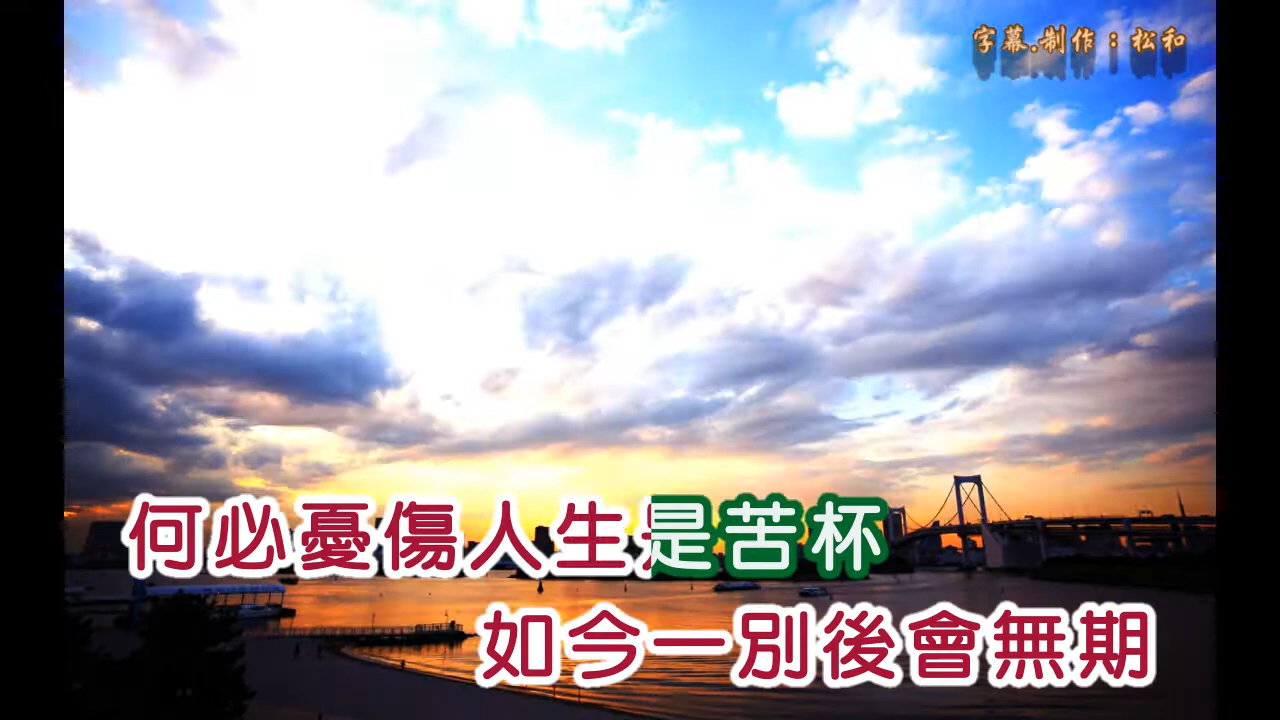 字幕.制作：松和
何必憂傷人生是苦杯
如今一別後會無期